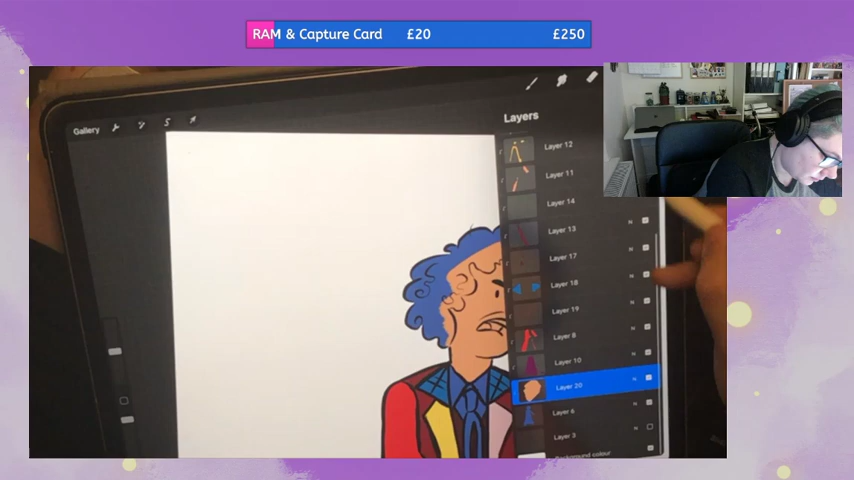 RAM & Capture Card £20 £250
Gallery
Layers
Layer 12
Layer 11
Layer 14
Layer 13
N
Layer 17
N
Layer 18
N
Layer 19
N
Layer 8
N
Layer 10
N
Layer 20
N
Layer 6
N
Layer 3
N
Background colour